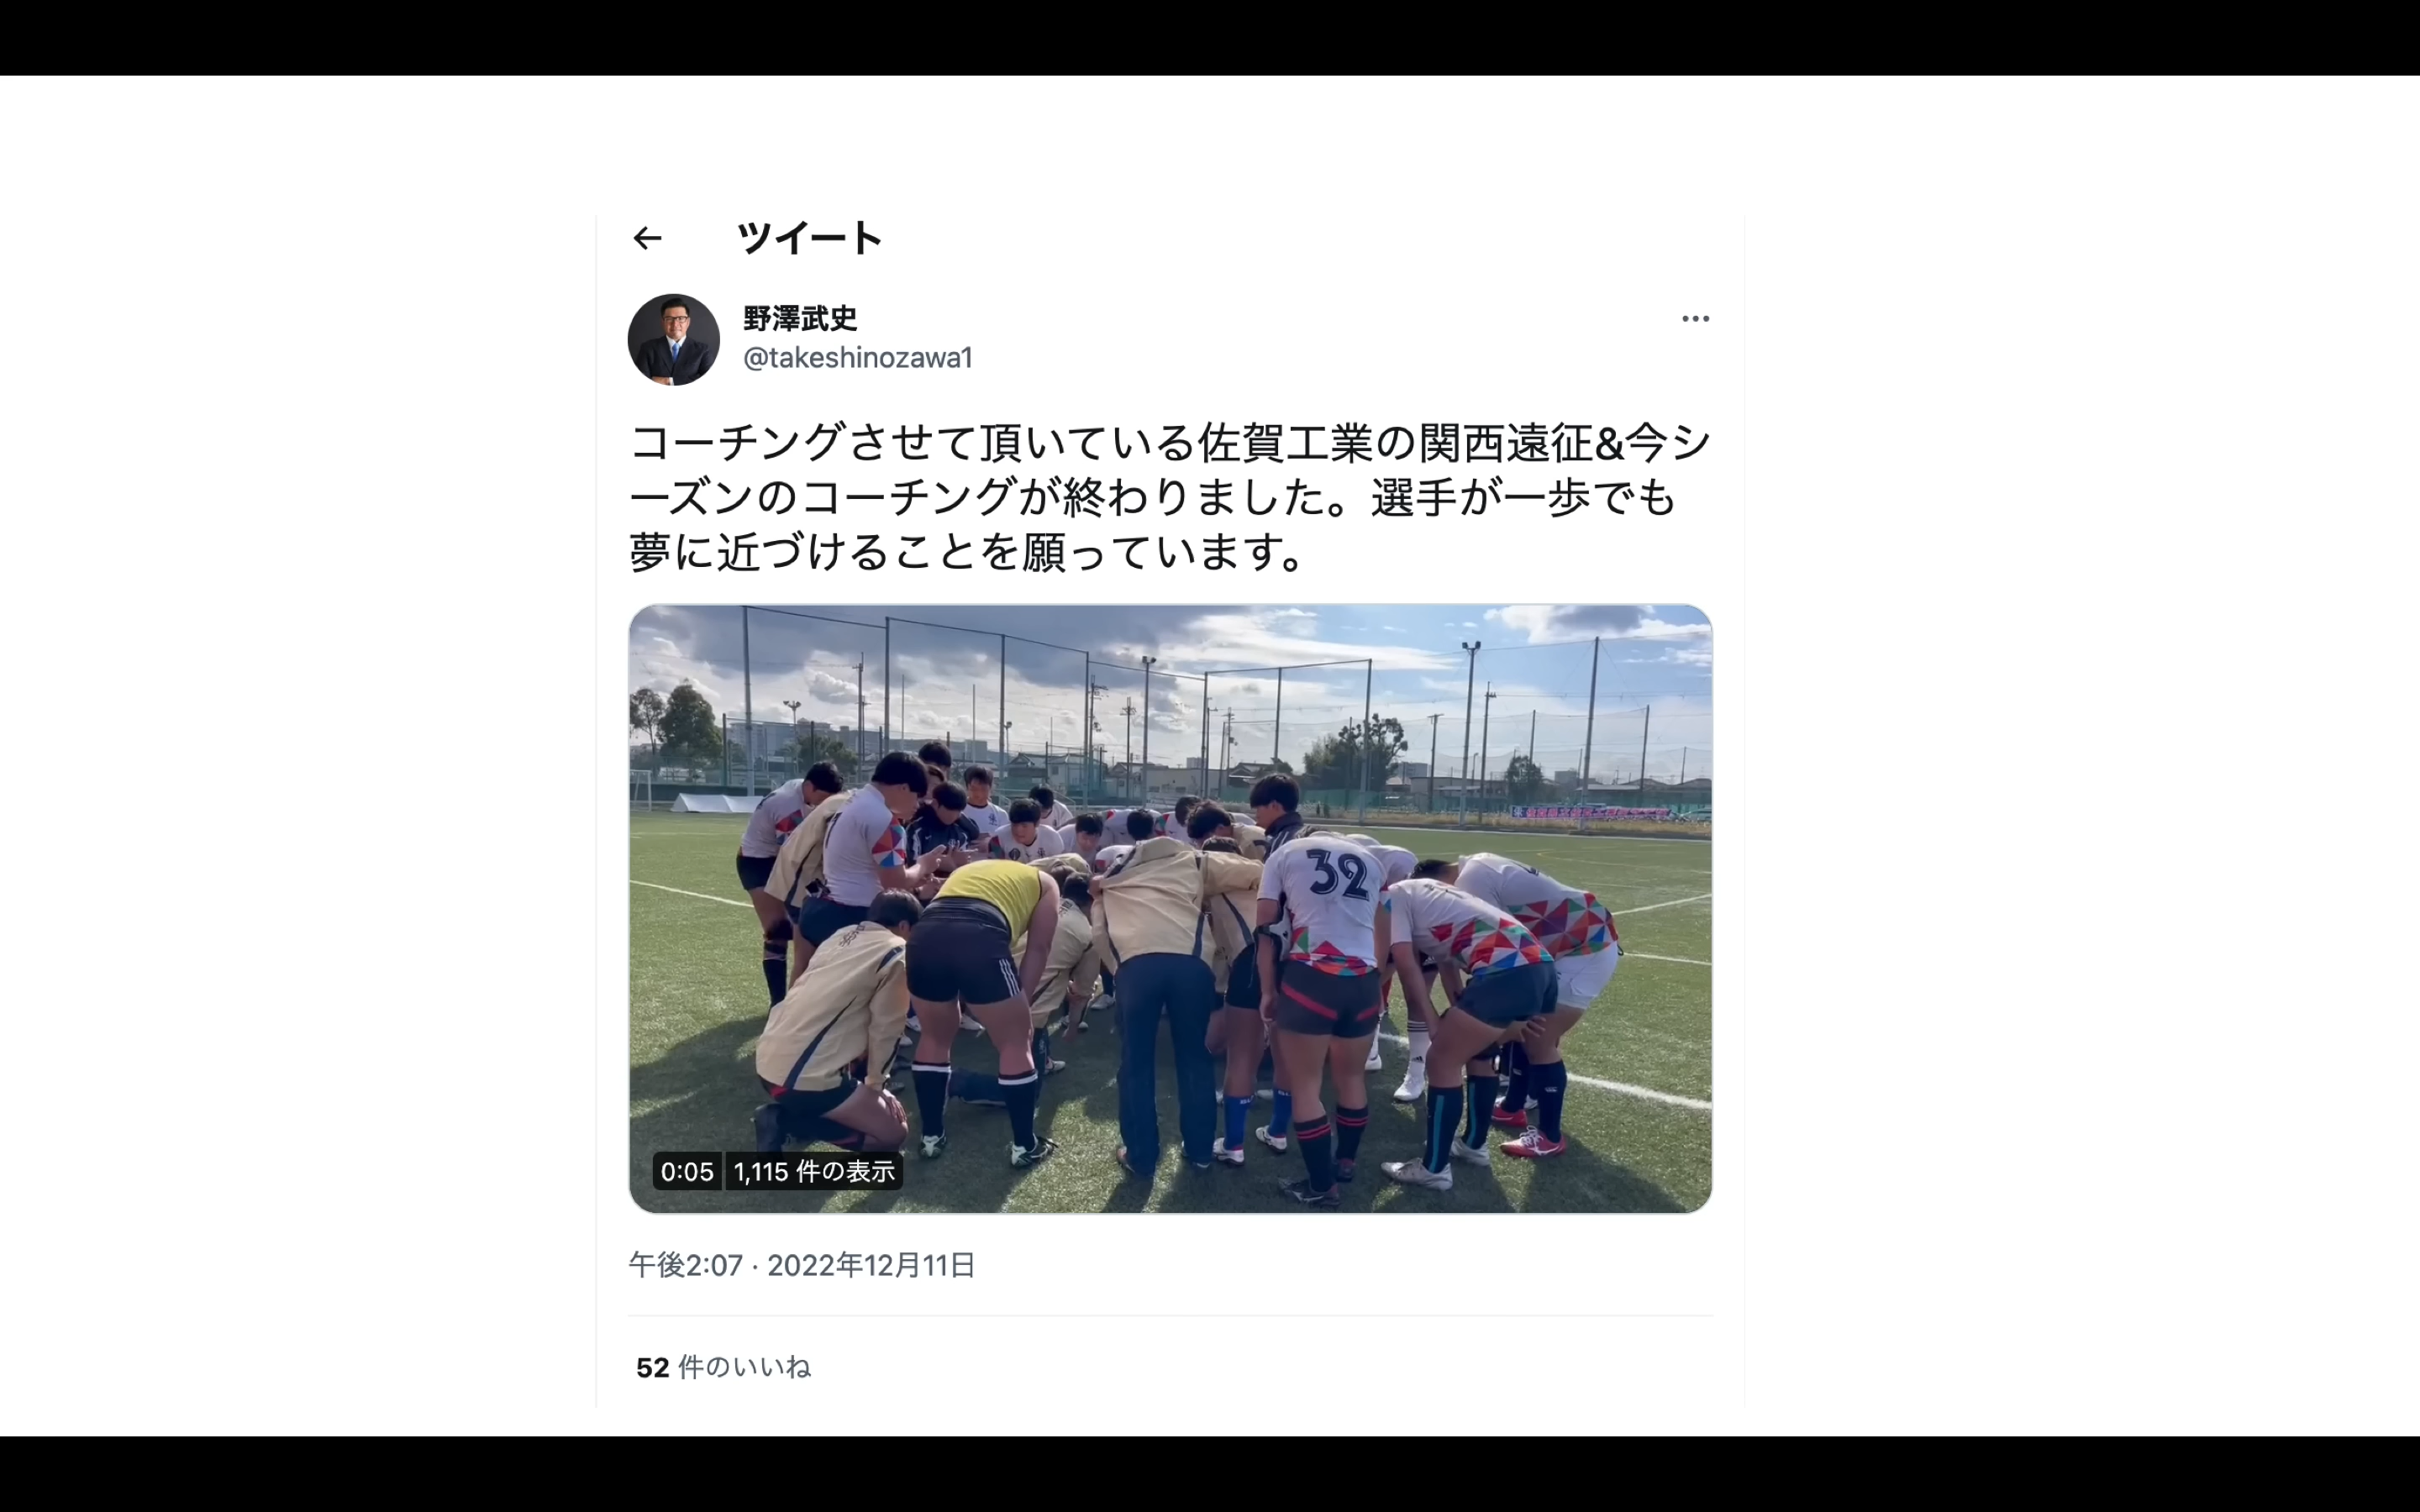 ツイート
野澤武史
@takeshinozawa1
コーチングさせて頂いている佐賀工業の関西遠征&今シ
ーズンのコーチングが終わりました。選手が一歩でも
夢に近づけることを願っています。
32
0:05 1,115 件の表示
午後2:07 · 2022年12月11日
52 件のいいね